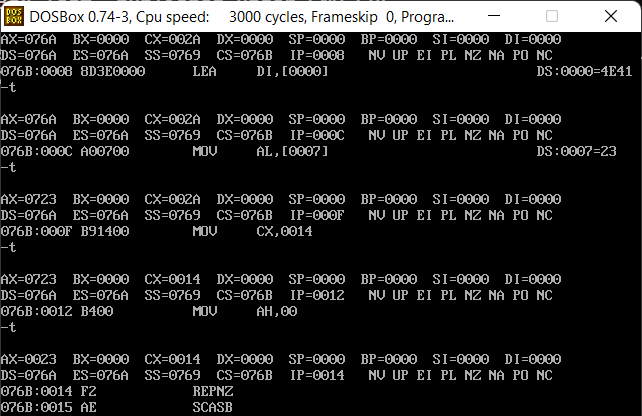 DOS BOX DOSBox 0.74-3, Cpu speed: 3000 cycles, Frameskip 0, Progra...
AX=076A BX=0000 CX=002A DX=0000 SP=0000 BP=0000 SI=0000 DI=0000
DS=076A ES=076A SS=0769 CS=076B IP=0008 NV UP EI PL NZ NA PO NC
076B:0008 8D3E0000 LEA DI,[0000] DS:0000=4E41
-t
AX=076A BX=0000 CX=002A DX=0000 SP=0000 BP=0000 SI=0000 DI=0000
DS=076A ES=076A SS=0769 CS=076B IP=000C NV UP EI PL NZ NA PO NC
076B:000C A00700 MOV AL,[0007] DS:0007=23
-t
AX=0723 BX=0000 CX=002A DX=0000 SP=0000 BP=0000 SI=0000 DI=0000
DS=076A ES=076A SS=0769 CS=076B IP=000F NV UP EI PL NZ NA PO NC
076B:000F B91400 MOV CX,0014
-t
AX=0723 BX=0000 CX=0014 DX=0000 SP=0000 BP=0000 SI=0000 DI=0000
DS=076A ES=076A SS=0769 CS=076B IP=0012 NV UP EI PL NZ NA PO NC
076B:0012 B400 MOV AH,00
-t
AX=0023 BX=0000 CX=0014 DX=0000 SP=0000 BP=0000 SI=0000 DI=0000
DS=076A ES=076A SS=0769 CS=076B IP=0014 NV UP EI PL NZ NA PO NC
076B:0014 F2 REPNZ
076B:0015 AE SCASB